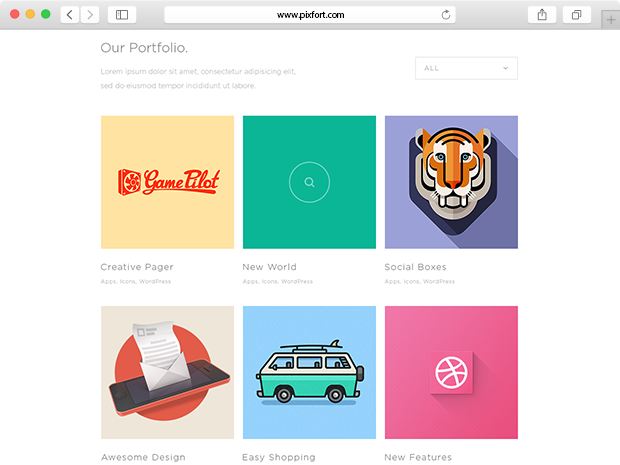 www.pixfort.com
Our Portfolio.
Lorem ipsum dolor sit amet, consectetur adipisicing elit,
sed do eiusmod tempor incididunt ut labore.
ALL
Game Pilot
Creative Pager
New World
Social Boxes
Apps, Icons, WordPress
Apps, Icons, WordPress
Apps, Icons, WordPress
Awesome Design
Easy Shopping
New Features